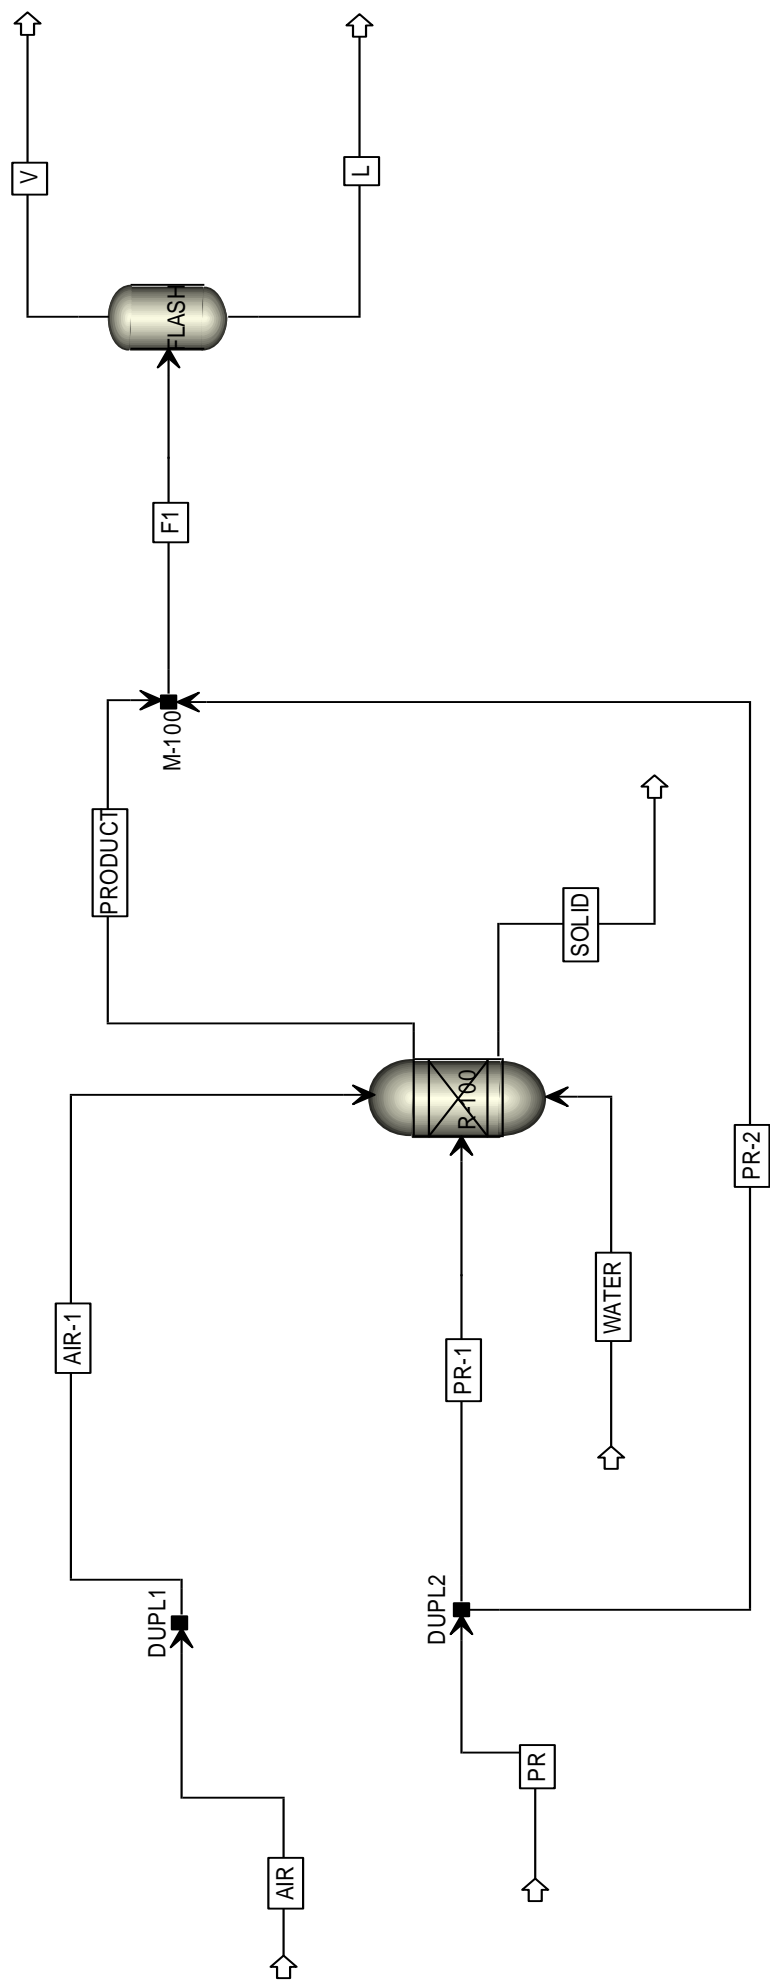 AIR
DUPL1
AIR-1
PR
DUPL2
PR-1
PR-2
WATER
R-100
PRODUCT
SOLID
M-100
F1
FLASH
V
L